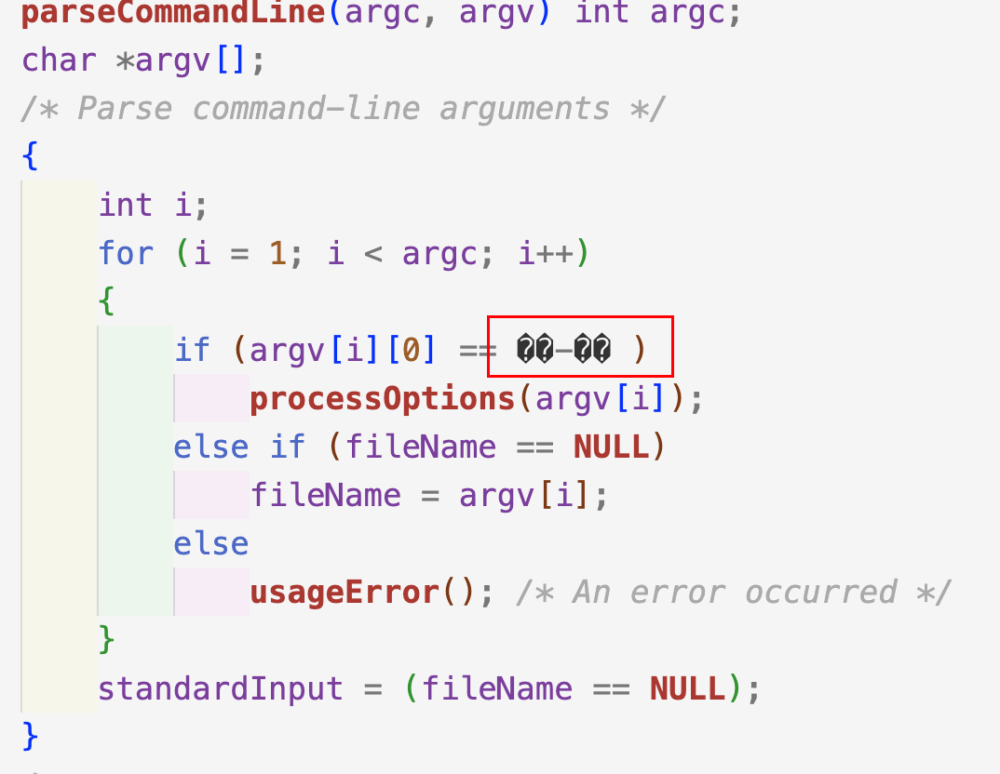 parseCommandLine(argc, argv) int argc;
char *argv[];
/* Parse command-line arguments */
{
    int i;
    for (i = 1; i < argc; i++)
    {
        if (argv[i][0] == ��-�� )
            processOptions(argv[i]);
        else if (fileName == NULL)
            fileName = argv[i];
        else
            usageError(); /* An error occurred */
    }
    standardInput = (fileName == NULL);
}